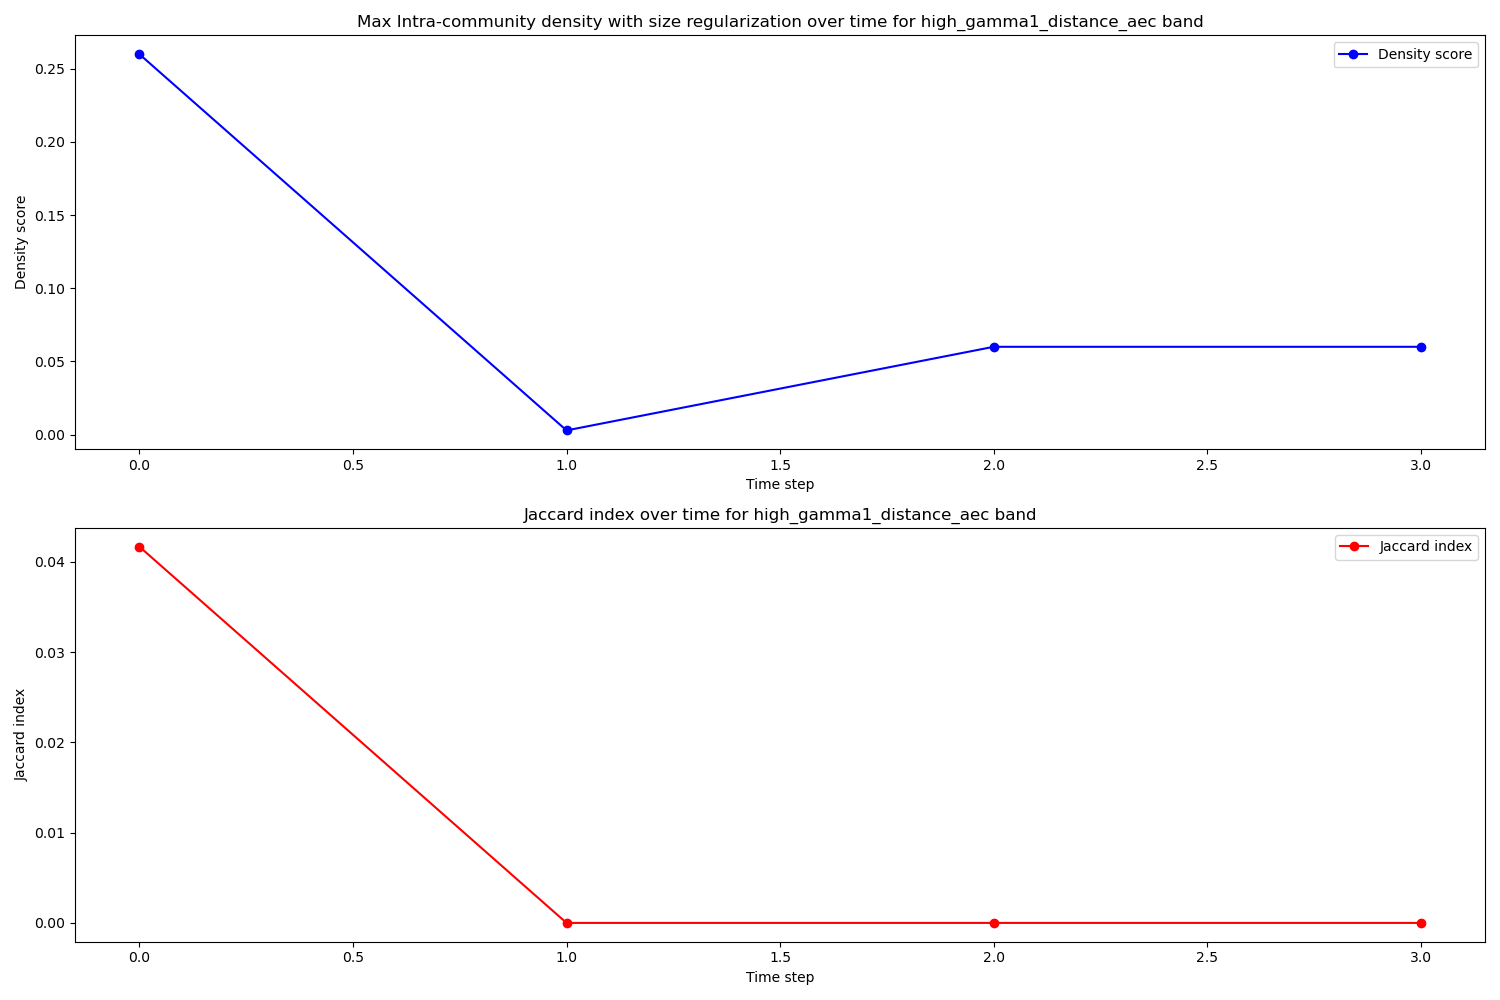 Max Intra-community density with size regularization over time for high_gamma1_distance_aec band
Density score
0.25
0.20
0.15
0.10
0.05
0.00
Density score
0.0 0.5 1.0 1.5 2.0 2.5 3.0
Time step
Jaccard index over time for high_gamma1_distance_aec band
Jaccard index
0.04
0.03
0.02
0.01
0.00
Jaccard index
0.0 0.5 1.0 1.5 2.0 2.5 3.0
Time step